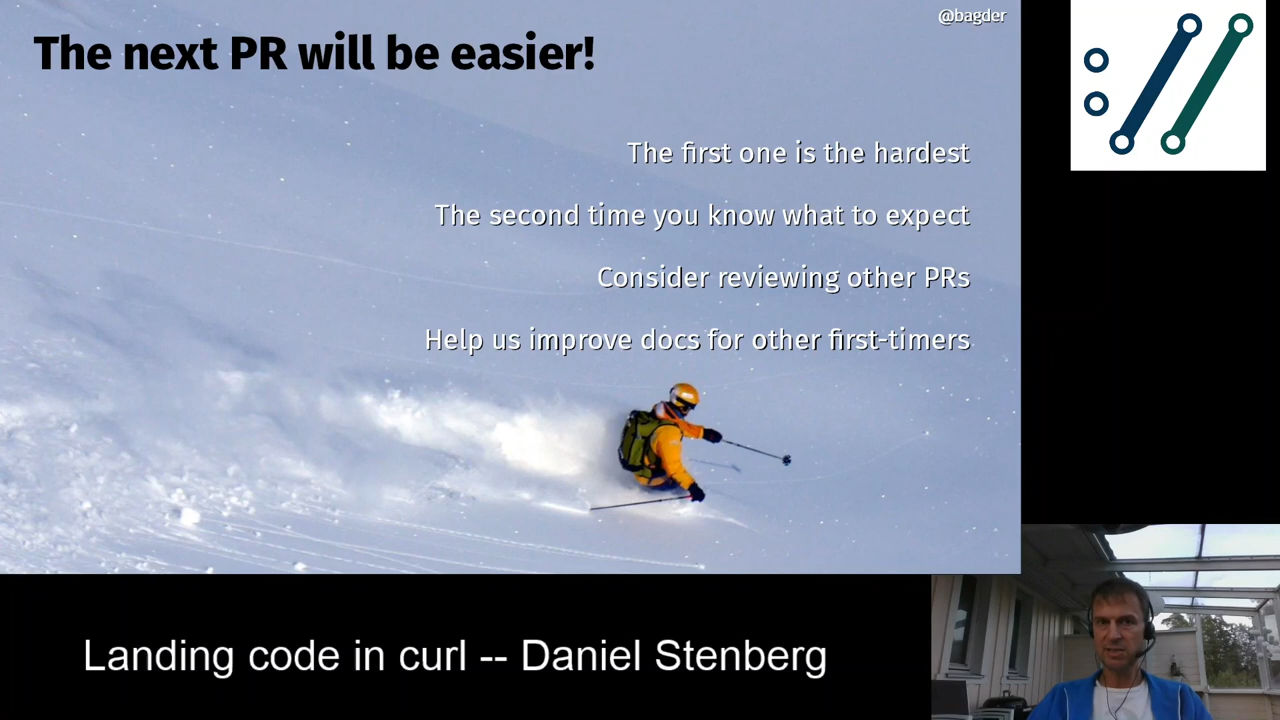 @bagder
The next PR will be easier!
The first one is the hardest
The second time you know what to expect
Consider reviewing other PRs
Help us improve docs for other first-timers
Landing code in curl -- Daniel Stenberg